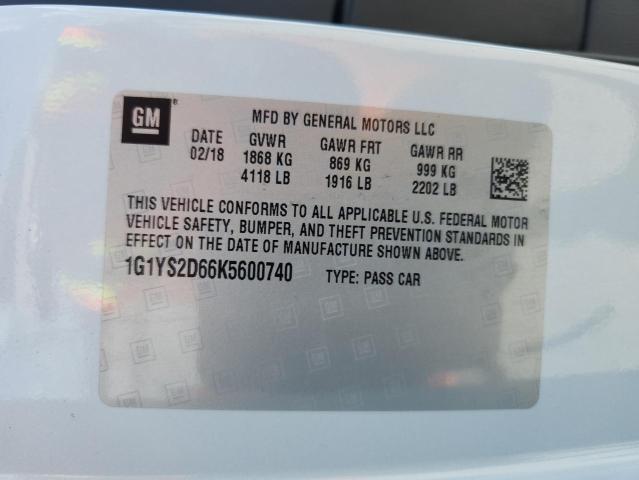 GM®
MFD BY GENERAL MOTORS LLC
DATE GVWR GAWR FRT GAWR RR
02/18 1868 KG 869 KG 999 KG
4118 LB 1916 LB 2202 LB
THIS VEHICLE CONFORMS TO ALL APPLICABLE U.S. FEDERAL MOTOR
VEHICLE SAFETY, BUMPER, AND THEFT PREVENTION STANDARDS IN
EFFECT ON THE DATE OF MANUFACTURE SHOWN ABOVE.
1G1YS2D66K5600740 TYPE: PASS CAR